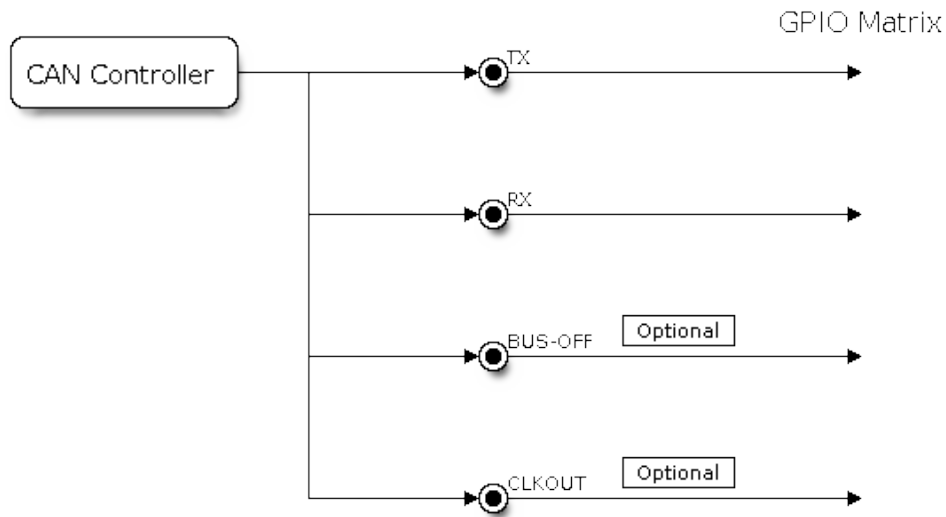 GPIO Matrix
CAN Controller
TX
RX
BUS-OFF
Optional
CLKOUT
Optional